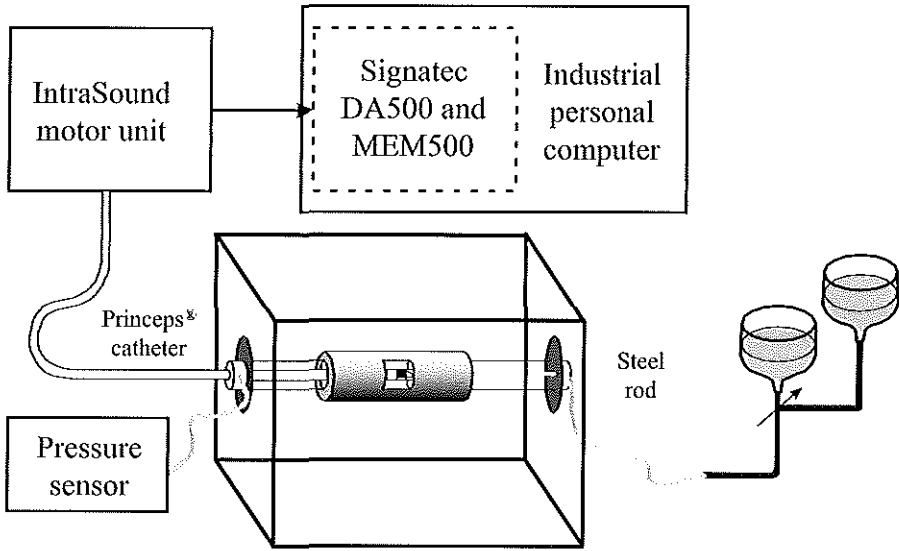 IntraSound
motor unit
Signatec
DA500 and
MEM500
Industrial
personal
computer
Princeps®
catheter
Steel
rod
Pressure
sensor